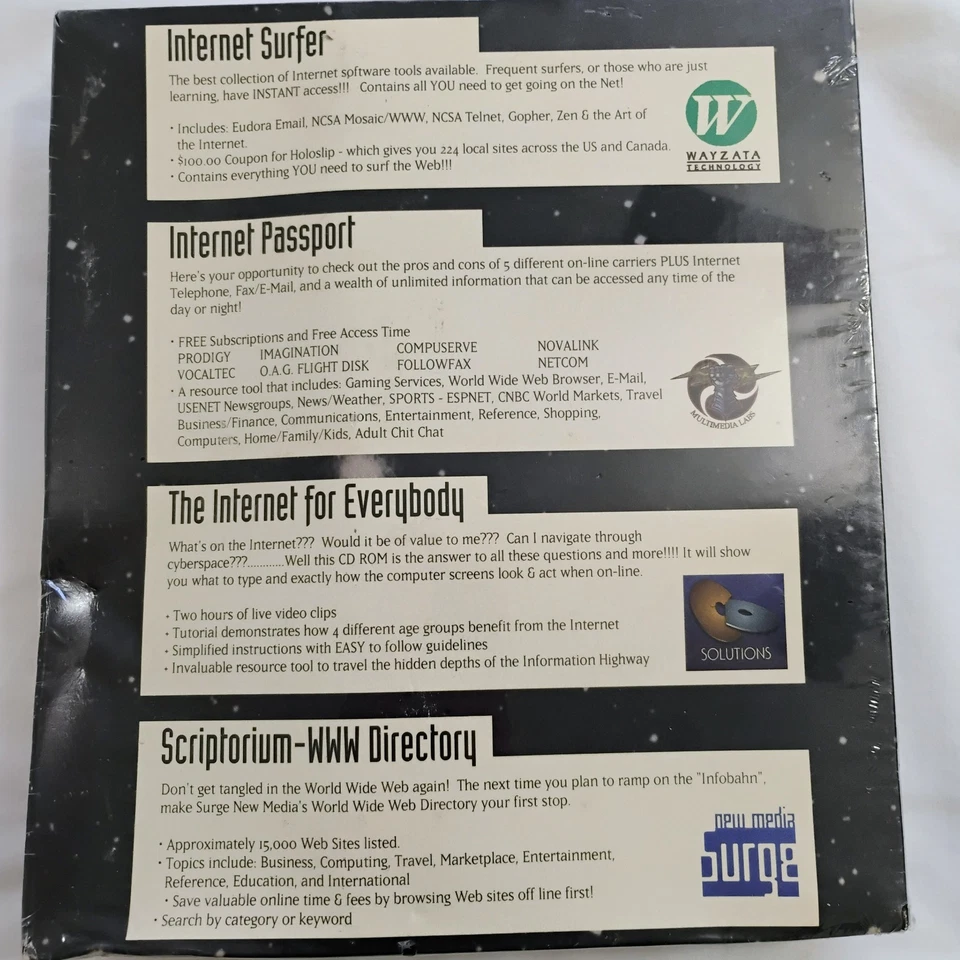 Internet Surfer
The best collection of Internet software tools available. Frequent surfers, or those who are just
learning, have INSTANT access!!! Contains all YOU need to get going on the Net!
• Includes: Eudora Email, NCSA Mosaic/WWW, NCSA Telnet, Gopher, Zen & the Art of
the Internet.
• $100.00 Coupon for Holoslip - which gives you 224 local sites across the US and Canada.
• Contains everything YOU need to surf the Web!!!
W
WAYZATA
TECHNOLOGY
Internet Passport
Here's your opportunity to check out the pros and cons of 5 different on-line carriers PLUS Internet
Telephone, Fax/E-Mail, and a wealth of unlimited information that can be accessed any time of the
day or night!
• FREE Subscriptions and Free Access Time
PRODIGY IMAGINATION COMPUSERVE NOVALINK
VOCALTEC O.A.G. FLIGHT DISK FOLLOWFAX NETCOM
• A resource tool that includes: Gaming Services, World Wide Web Browser, E-Mail,
USENET Newsgroups, News/Weather, SPORTS - ESPNET, CNBC World Markets, Travel
Business/Finance, Communications, Entertainment, Reference, Shopping,
Computers, Home/Family/Kids, Adult Chit Chat
MULTIMEDIA LABS
The Internet for Everybody
What's on the Internet??? Would it be of value to me??? Can I navigate through
cyberspace???............Well this CD ROM is the answer to all these questions and more!!!! It will show
you what to type and exactly how the computer screens look & act when on-line.
• Two hours of live video clips
• Tutorial demonstrates how 4 different age groups benefit from the Internet
• Simplified instructions with EASY to follow guidelines
• Invaluable resource tool to travel the hidden depths of the Information Highway
SOLUTIONS
Scriptorium-WWW Directory
Don't get tangled in the World Wide Web again! The next time you plan to ramp on the "Infobahn",
make Surge New Media's World Wide Web Directory your first stop.
• Approximately 15,000 Web Sites listed.
• Topics include: Business, Computing, Travel, Marketplace, Entertainment,
Reference, Education, and International
• Save valuable online time & fees by browsing Web sites off line first!
• Search by category or keyword
new media
surge